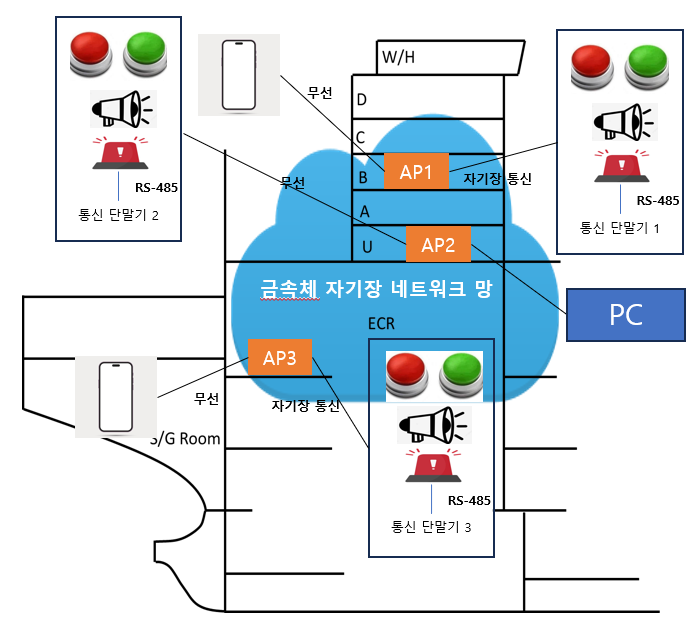 W/H
D
무선
C
B
AP1
자기장 통신
RS-485
통신 단말기 2
무선
RS-485
통신 단말기 1
A
U
AP2
금속체 자기장 네트워크 망
PC
ECR
AP3
무선
자기장 통신
S/G Room
RS-485
통신 단말기 3